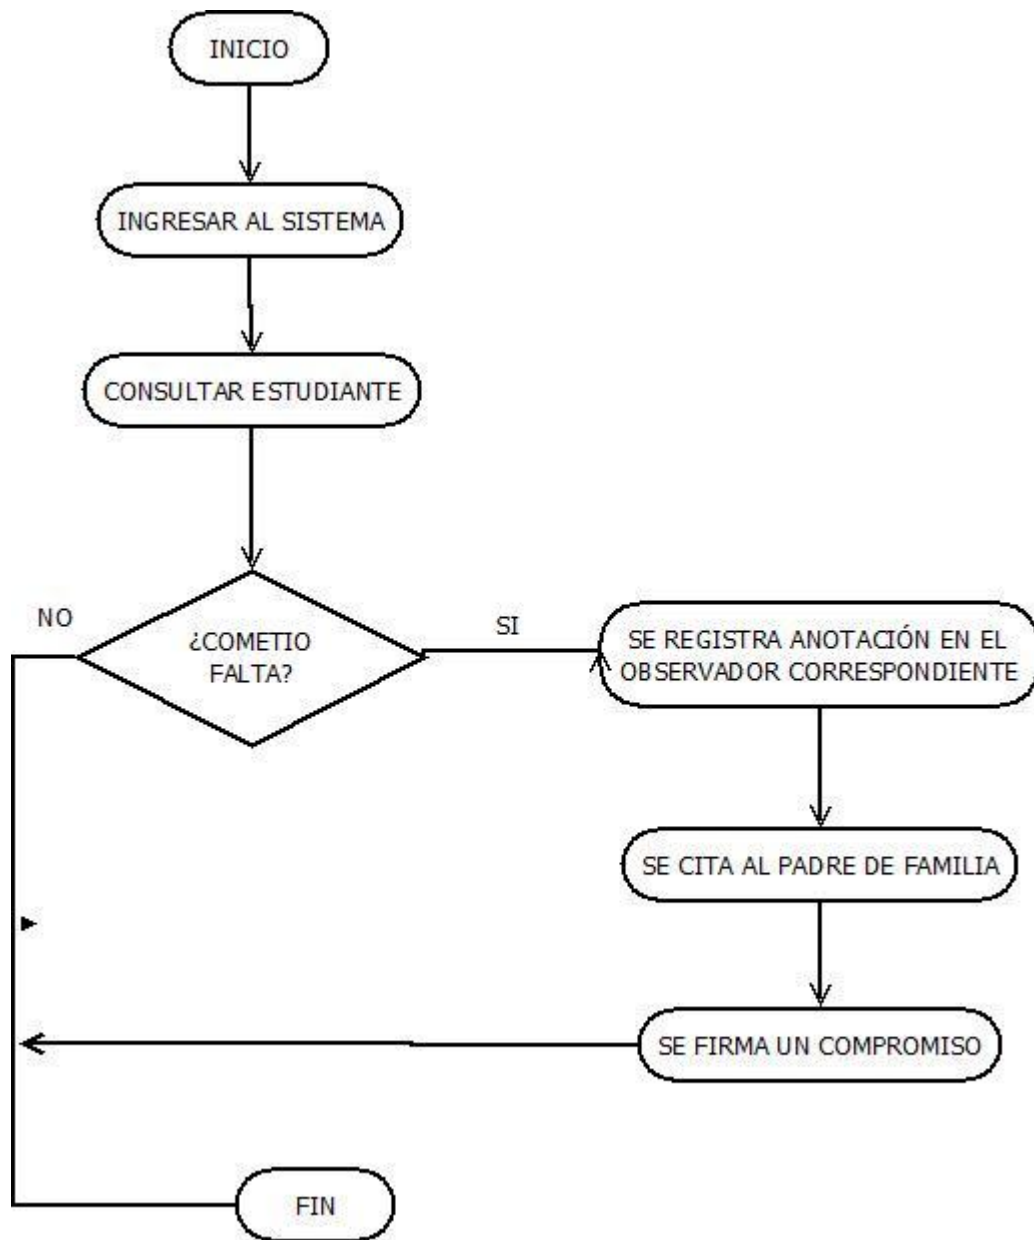 INICIO
INGRESAR AL SISTEMA
CONSULTAR ESTUDIANTE
NO
¿COMETIO
FALTA?
SI
SE REGISTRA ANOTACIÓN EN EL
OBSERVADOR CORRESPONDIENTE
SE CITA AL PADRE DE FAMILIA
SE FIRMA UN COMPROMISO
FIN